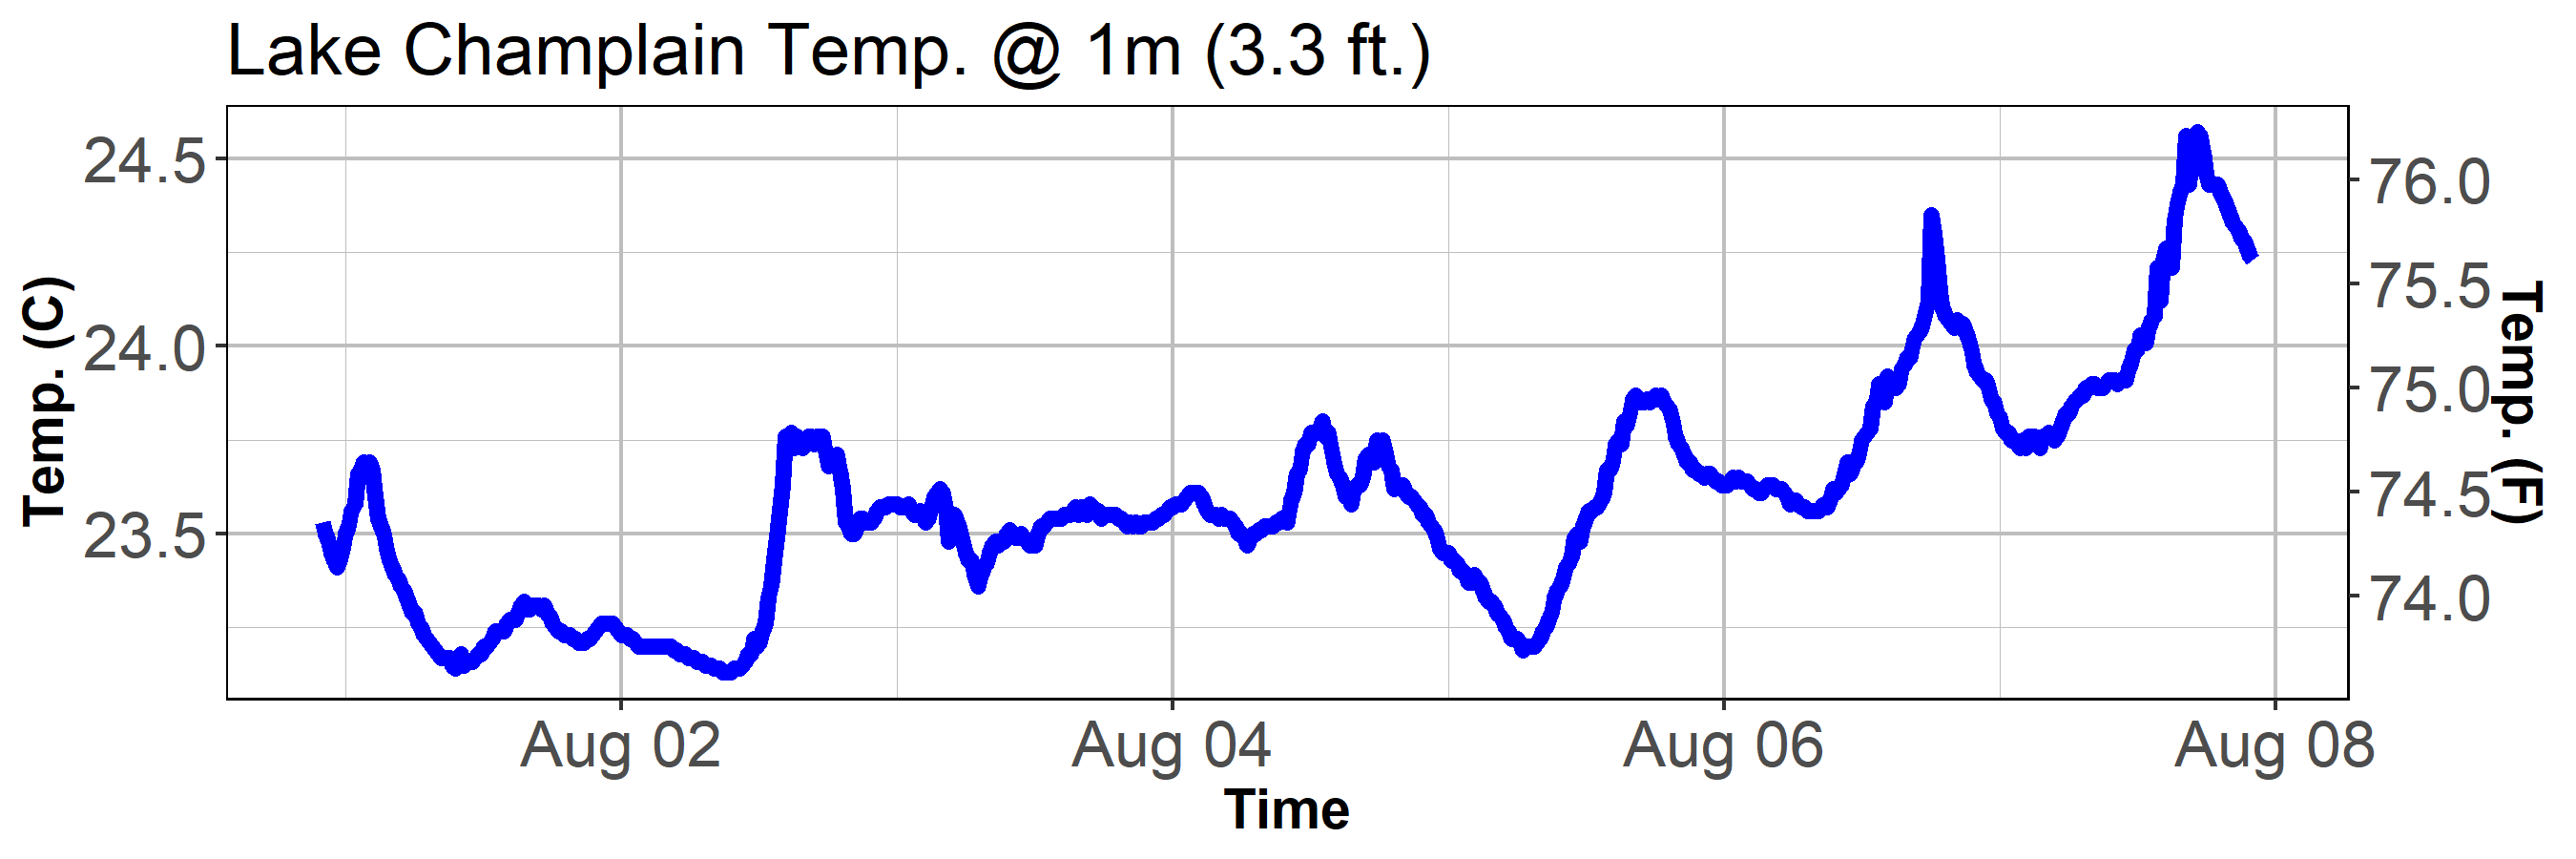 Lake Champlain Temp. @ 1m (3.3 ft.)
24.5
24.0
23.5
Temp. (C)
76.0
75.5
75.0
74.5
74.0
Temp. (F)
Aug 02
Aug 04
Aug 06
Aug 08
Time